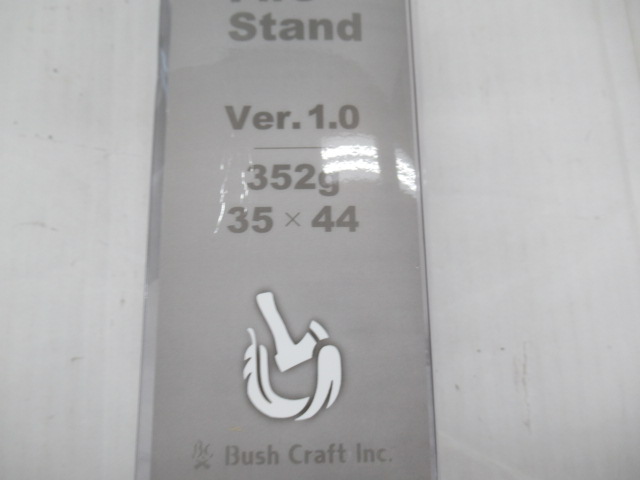 Stand
Ver. 1.0
352g
35 × 44
Bush Craft Inc.